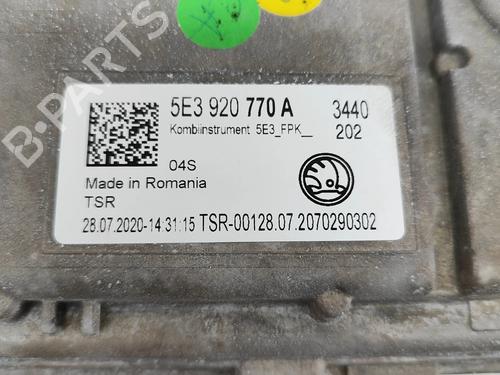 5E3 920 770 A 3440
Kombiinstrument 5E3_FPK__ 202
04S
Made in Romania
TSR
28.07.2020-14:31:15 TSR-00128.07.2070290302
B-PARTS